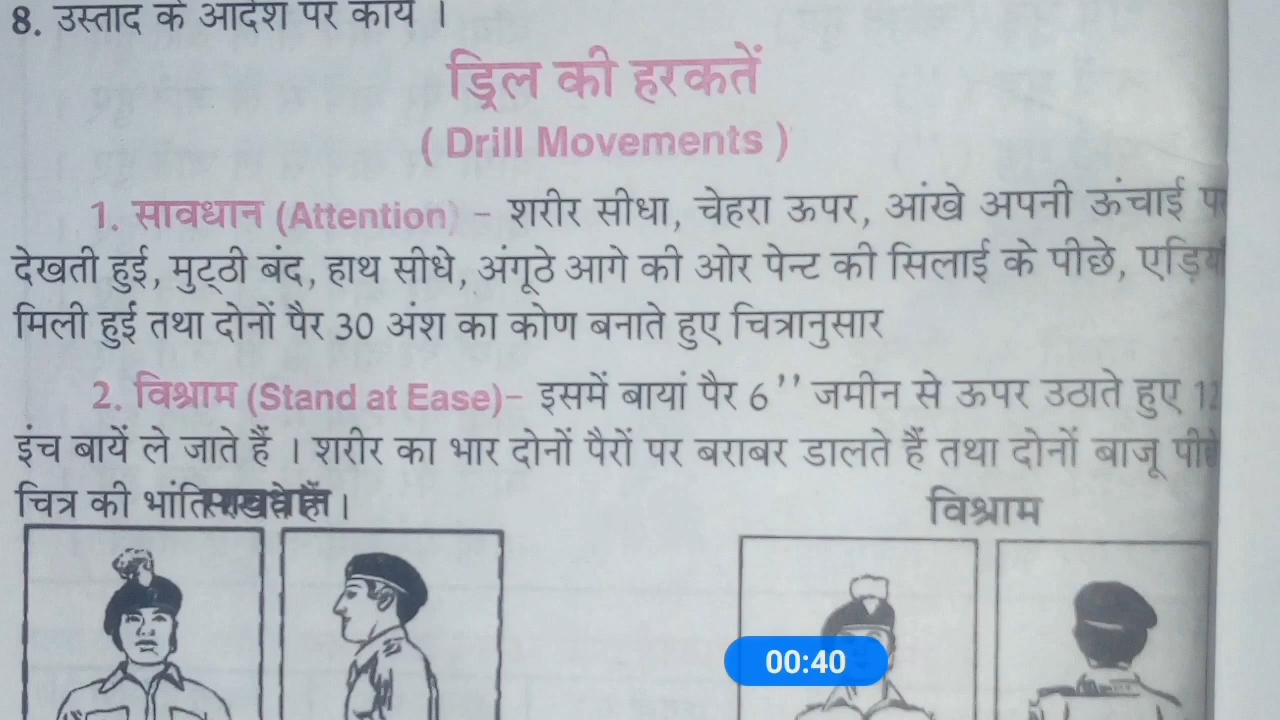 8. उस्ताद के आदेश पर कार्य ।
ड्रिल की हरकतें
( Drill Movements )
1. सावधान (Attention) – शरीर सीधा, चेहरा ऊपर, आंखे अपनी ऊंचाई पर
देखती हुई, मुट्ठी बंद, हाथ सीधे, अंगूठे आगे की ओर पेन्ट की सिलाई के पीछे, एड़ियां
मिली हुई तथा दोनों पैर 30 अंश का कोण बनाते हुए चित्रानुसार
2. विश्राम (Stand at Ease)– इसमें बायां पैर 6’’ जमीन से ऊपर उठाते हुए 12
इंच बायें ले जाते हैं । शरीर का भार दोनों पैरों पर बराबर डालते हैं तथा दोनों बाजू पीछे
चित्र की भांति
विश्राम
00:40